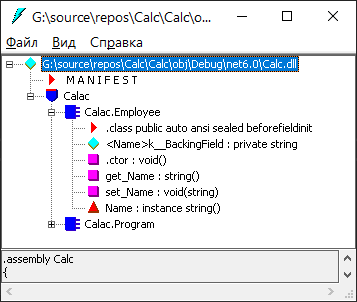 G:\source\repos\Calc\Calc\o...
Файл Вид Справка
G:\source\repos\Calc\Calc\obj\Debug\net6.0\Calc.dll
M A N I F E S T
Calac
Calac.Employee
.class public auto ansi sealed beforefieldinit
<Name>k__BackingField : private string
.ctor : void()
get_Name : string()
set_Name : void(string)
Name : instance string()
Calac.Program
.assembly Calc
{